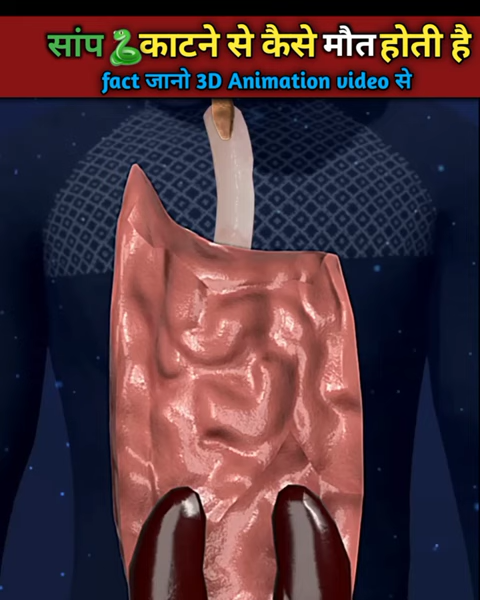 सांप 🐍काटने से कैसे मौत होती है
fact जानो 3D Animation video से